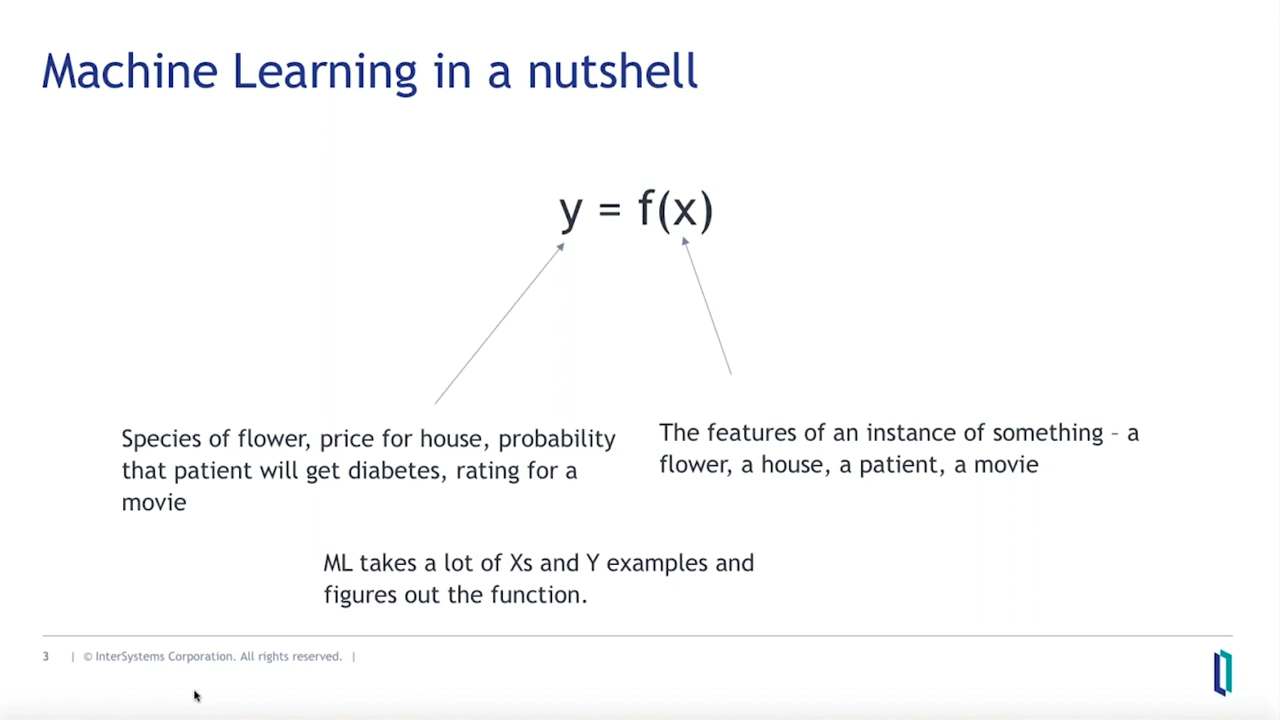 Machine Learning in a nutshell
y = f(x)
Species of flower, price for house, probability
that patient will get diabetes, rating for a
movie
The features of an instance of something – a
flower, a house, a patient, a movie
ML takes a lot of Xs and Y examples and
figures out the function.
3 | © InterSystems Corporation. All rights reserved. |